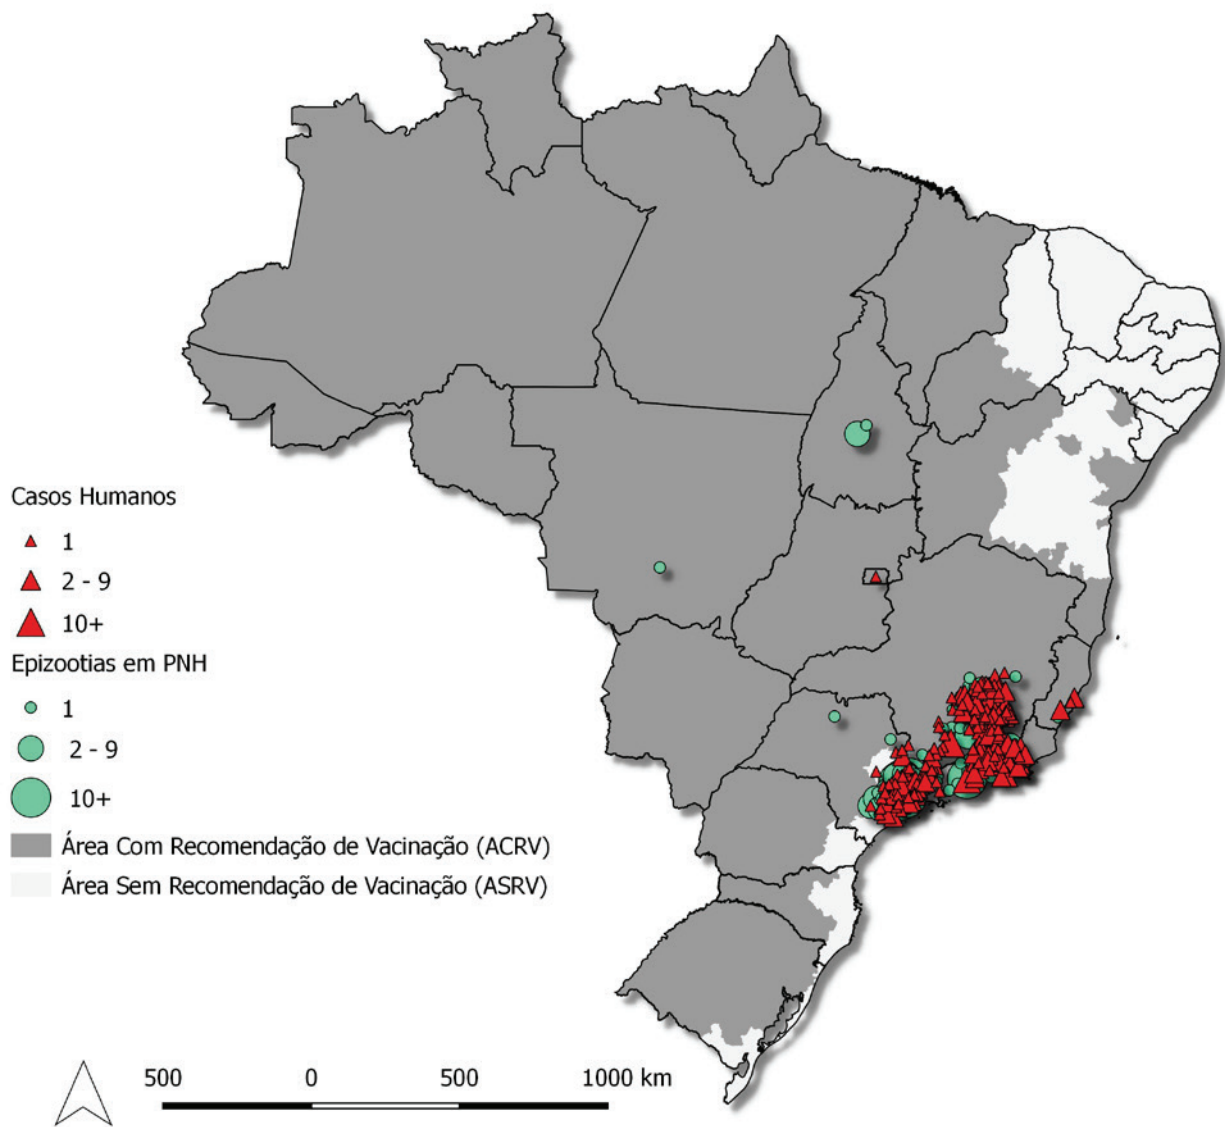 Casos Humanos
1
2 - 9
10+
Epizootias em PNH
1
2 - 9
10+
Área Com Recomendação de Vacinação (ACRV)
Área Sem Recomendação de Vacinação (ASRV)
500 0 500 1000 km